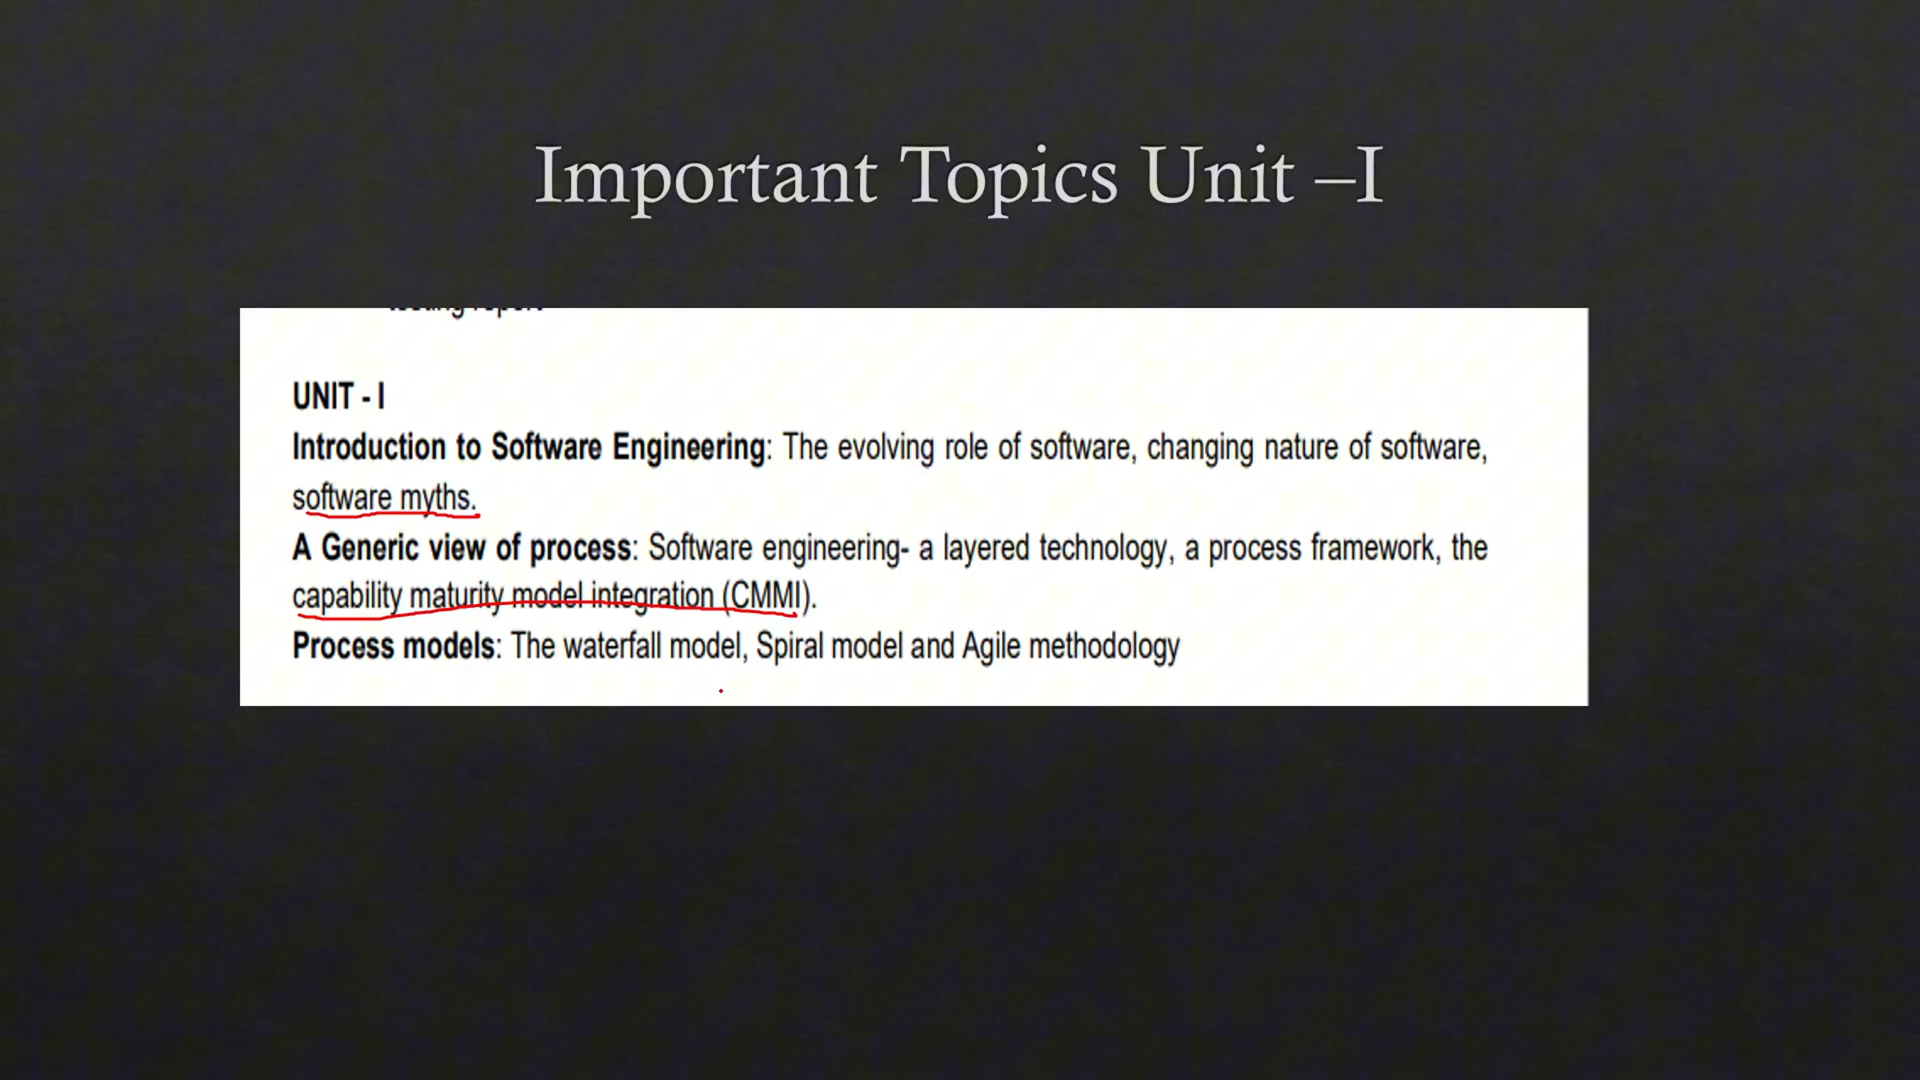 Important Topics Unit –I
testing report
UNIT - I
Introduction to Software Engineering: The evolving role of software, changing nature of software,
software myths.
A Generic view of process: Software engineering- a layered technology, a process framework, the
capability maturity model integration (CMMI).
Process models: The waterfall model, Spiral model and Agile methodology